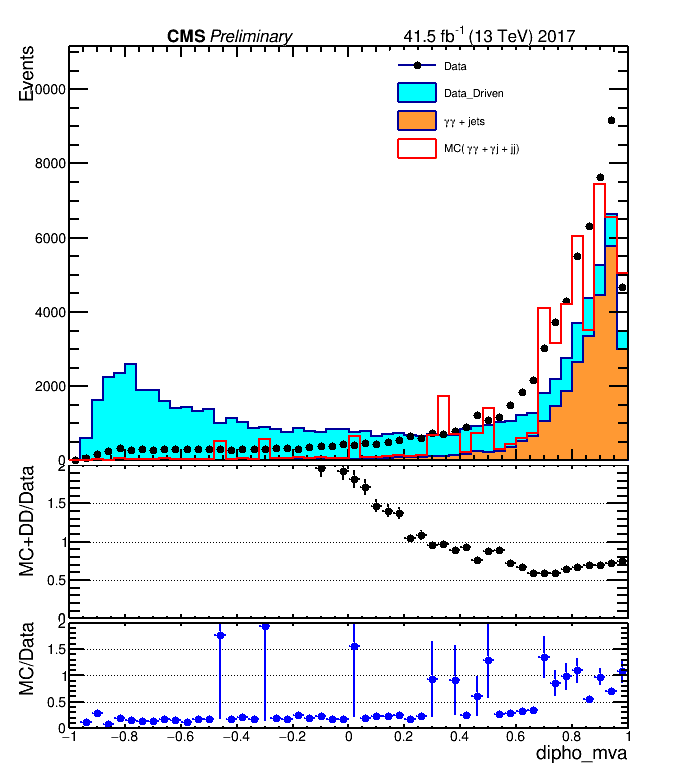 CMS Preliminary 41.5 fb⁻¹ (13 TeV) 2017
Events
10000
8000
6000
4000
2000
0
Data
Data_Driven
γγ + jets
MC( γγ + γj + jj)
MC+DD/Data
2
1.5
1
0.5
0
MC/Data
2
1.5
1
0.5
0
−1 −0.8 −0.6 −0.4 −0.2 0 0.2 0.4 0.6 0.8 1
dipho_mva